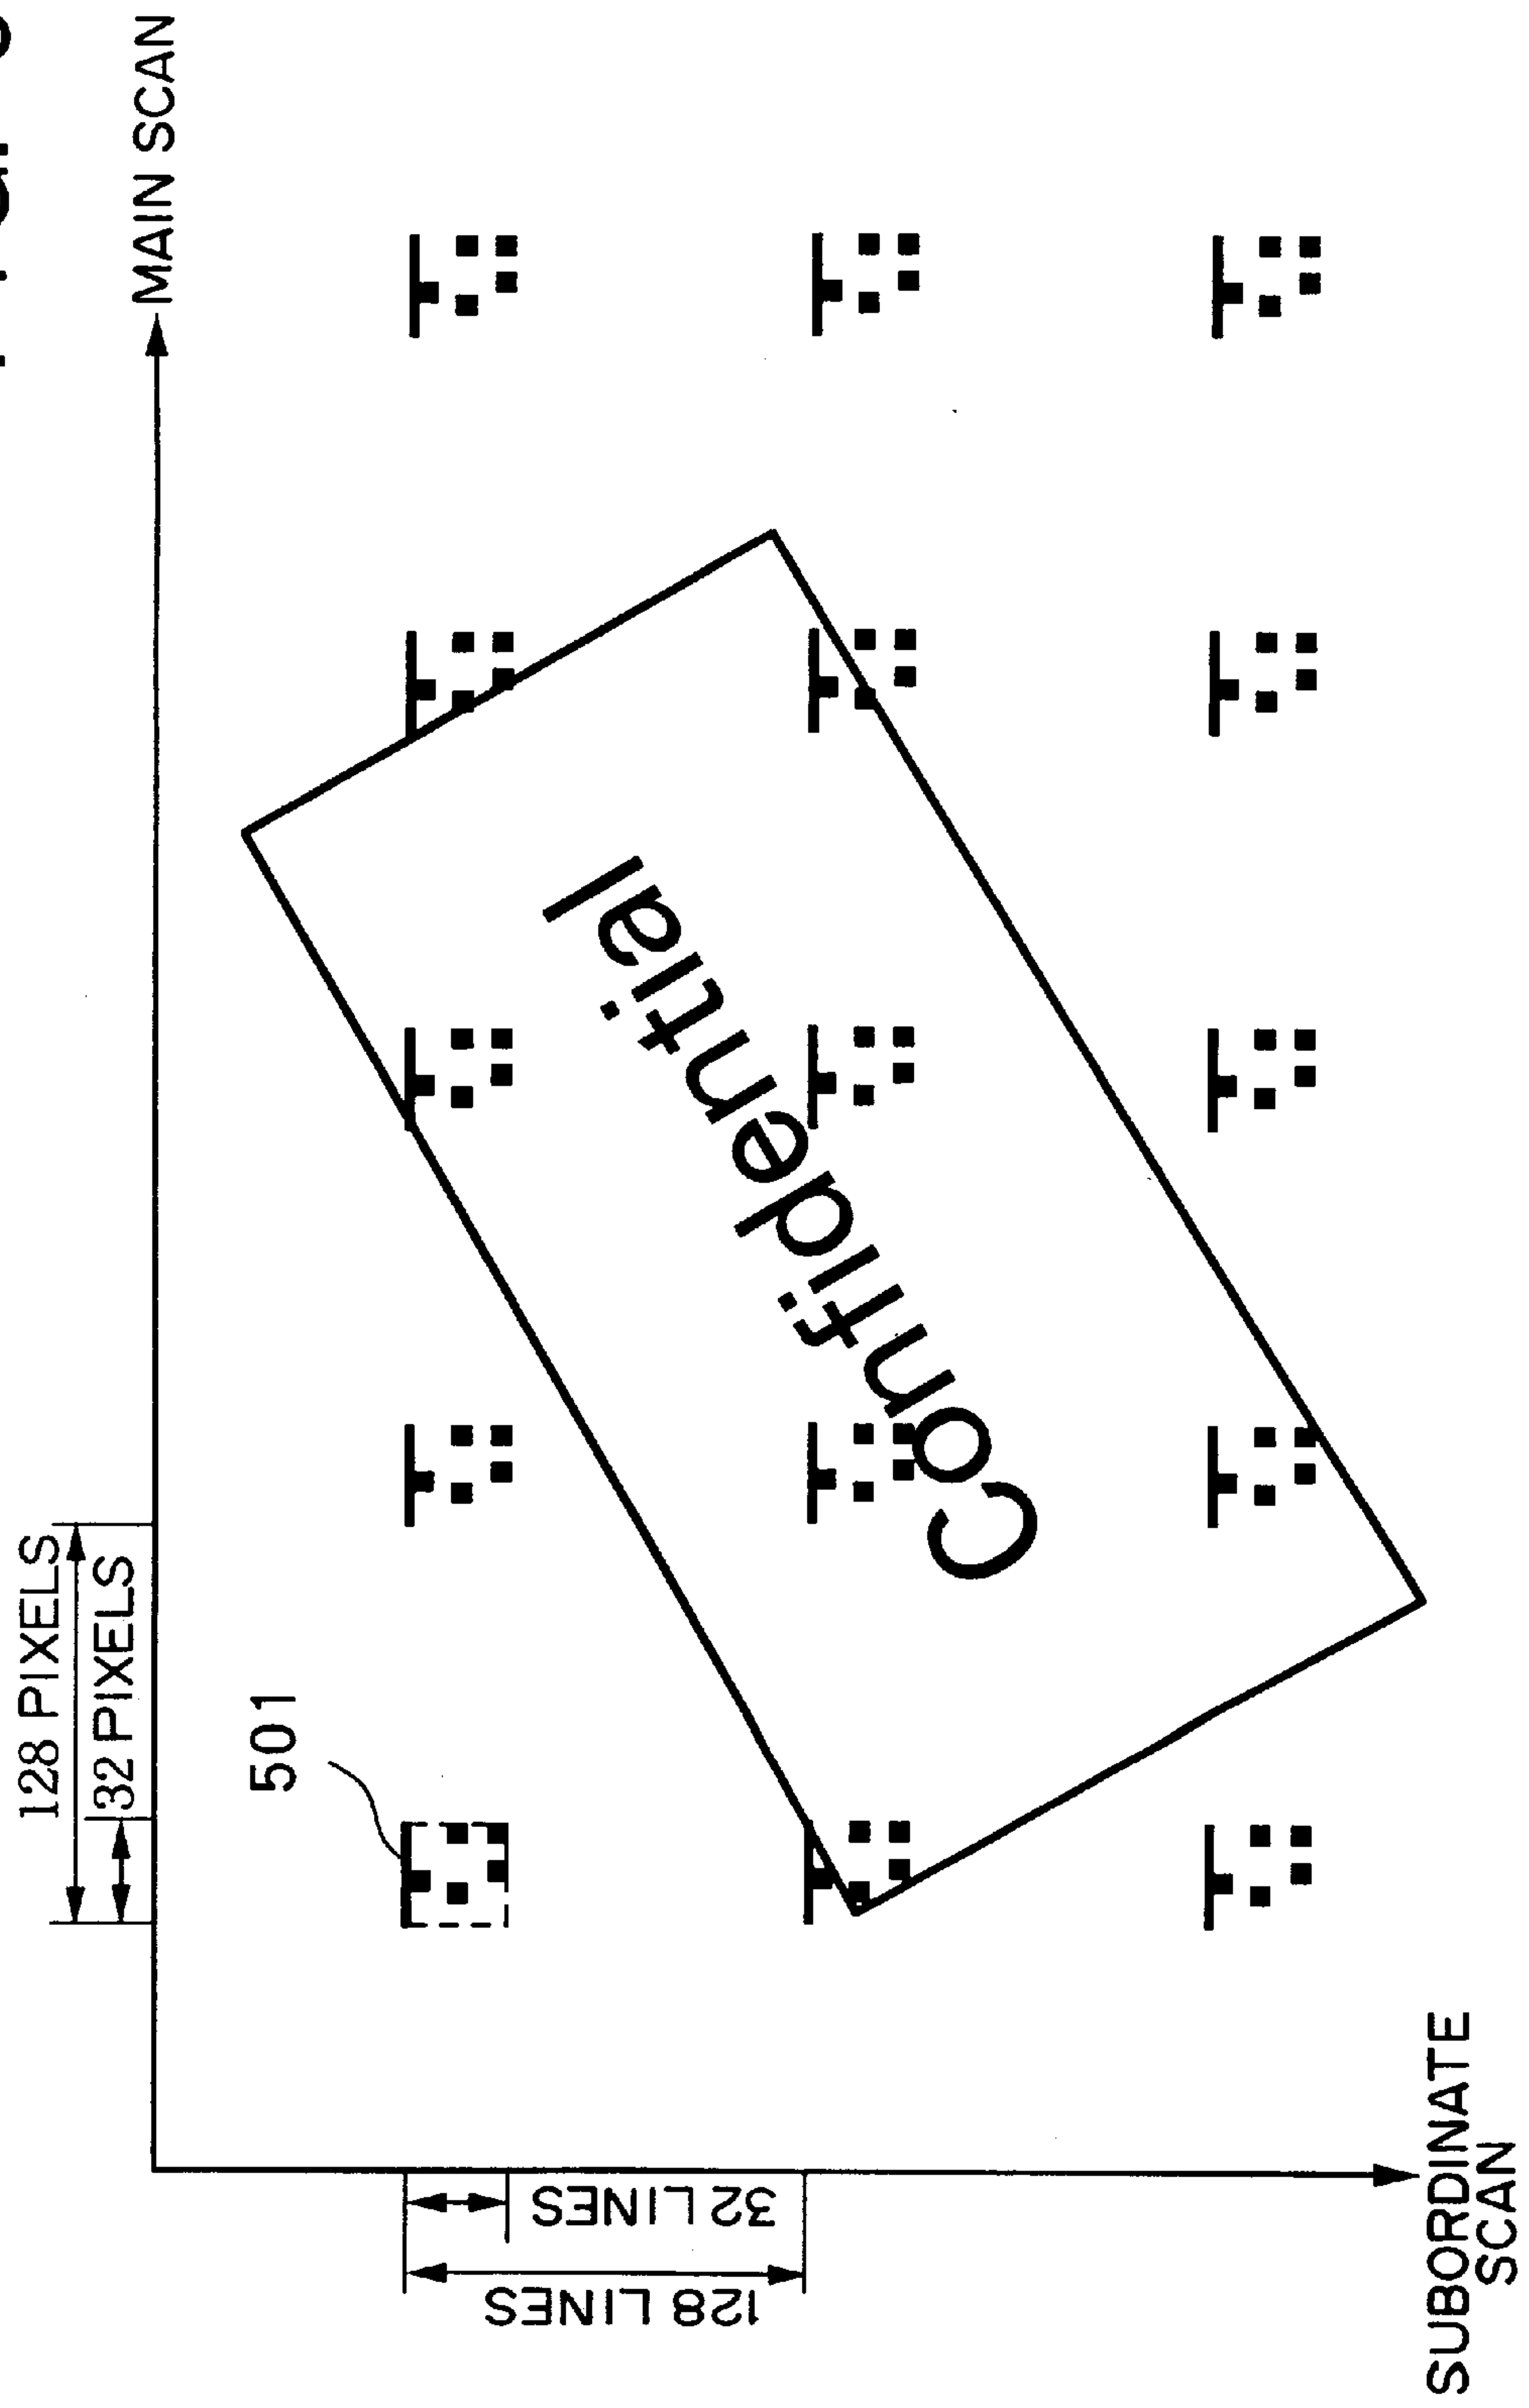 MAIN SCAN
128 PIXELS
32 PIXELS
501
Confidential
32 LINES
128 LINES
SUBORDINATE
SCAN